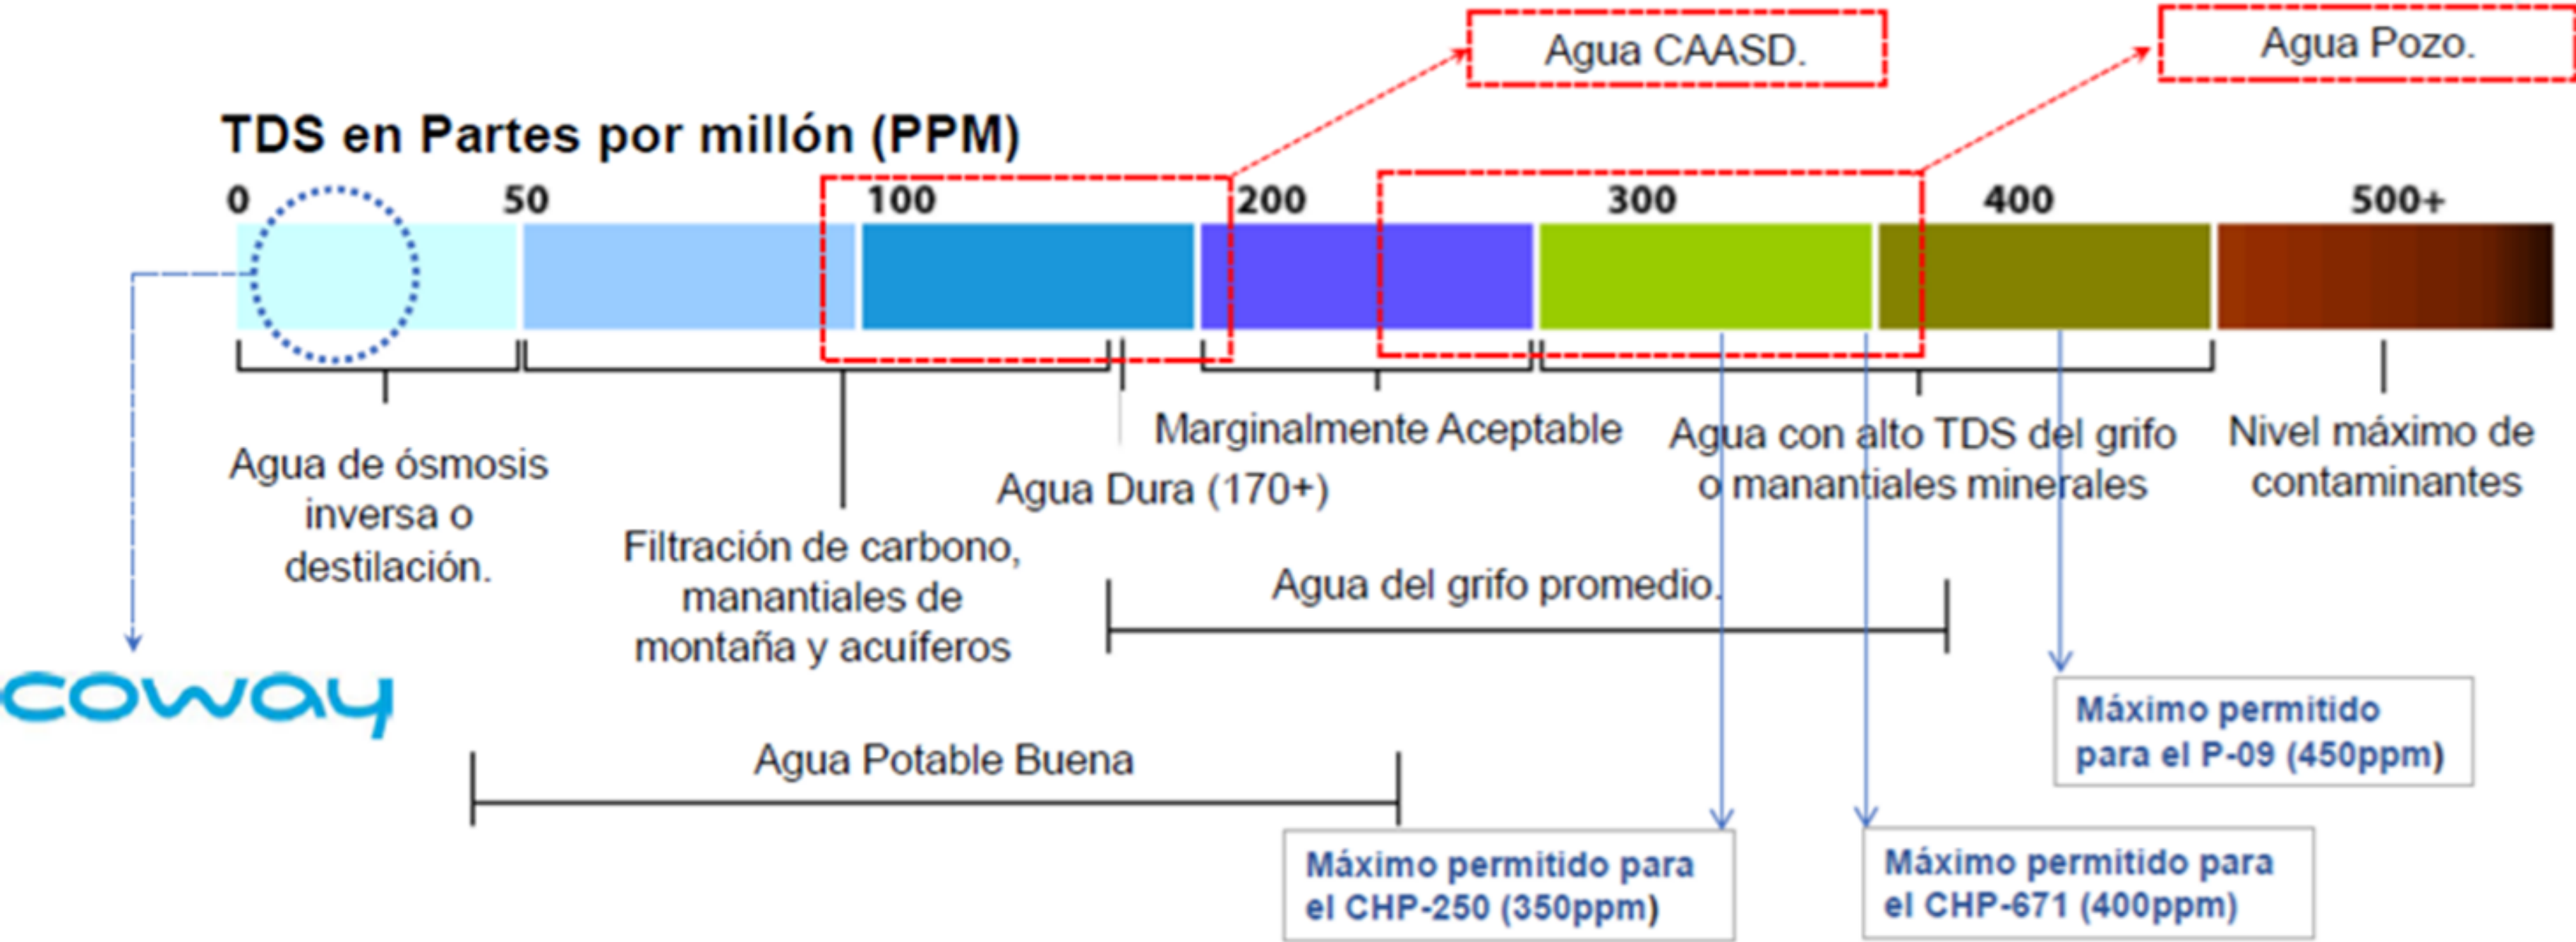 Agua CAASD.
Agua Pozo.
TDS en Partes por millón (PPM)
0 50 100 200 300 400 500+
Agua de ósmosis
inversa o
destilación.
Filtración de carbono,
manantiales de
montaña y acuíferos
Agua Dura (170+)
Marginalmente Aceptable
Agua con alto TDS del grifo
o manantiales minerales
Nivel máximo de
contaminantes
Agua del grifo promedio.
coway
Agua Potable Buena
Máximo permitido
para el P-09 (450ppm)
Máximo permitido para
el CHP-250 (350ppm)
Máximo permitido para
el CHP-671 (400ppm)